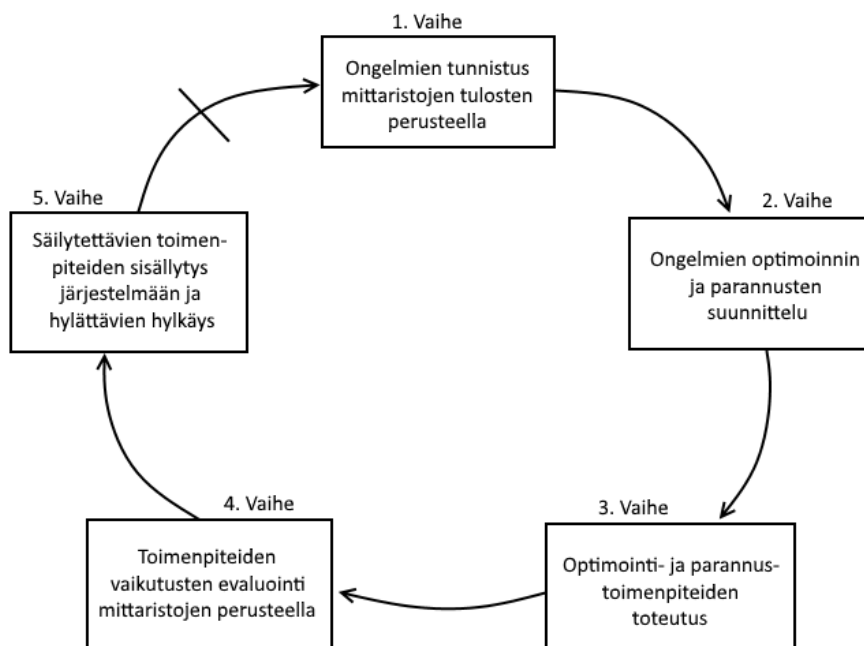 1. Vaihe
Ongelmien tunnistus
mittaristojen tulosten
perusteella
2. Vaihe
Ongelmien optimoinnin
ja parannusten
suunnittelu
3. Vaihe
Optimointi- ja parannus-
toimenpiteiden
toteutus
4. Vaihe
Toimenpiteiden
vaikutusten evaluointi
mittaristojen perusteella
5. Vaihe
Säilytettävien toimen-
piteiden sisällytys
järjestelmään ja
hylättävien hylkäys